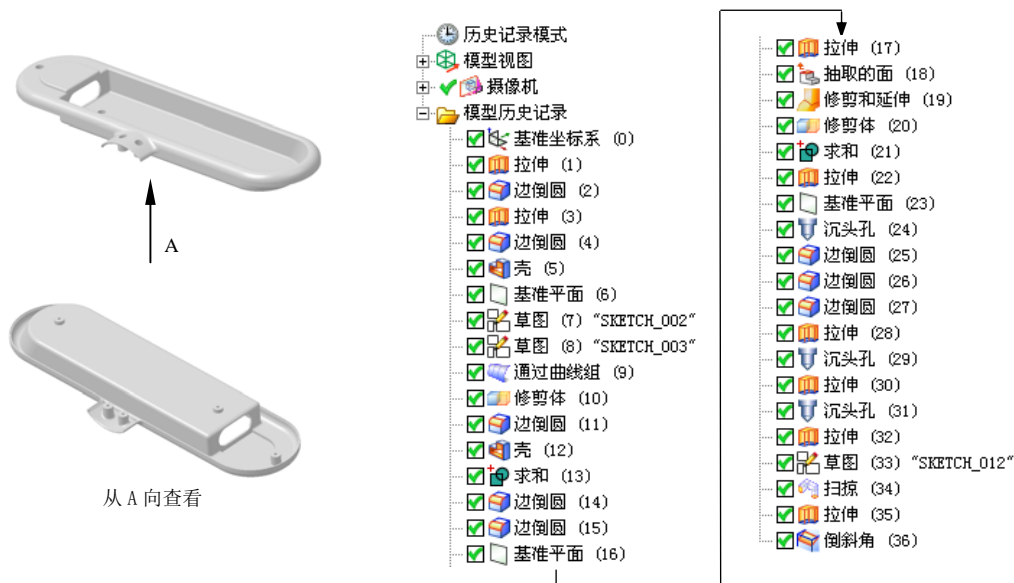 A
从 A 向查看
历史记录模式
模型视图
摄像机
模型历史记录
基准坐标系 (0)
拉伸 (1)
边倒圆 (2)
拉伸 (3)
边倒圆 (4)
壳 (5)
基准平面 (6)
草图 (7) "SKETCH_002"
草图 (8) "SKETCH_003"
通过曲线组 (9)
修剪体 (10)
边倒圆 (11)
壳 (12)
求和 (13)
边倒圆 (14)
边倒圆 (15)
基准平面 (16)
拉伸 (17)
抽取的面 (18)
修剪和延伸 (19)
修剪体 (20)
求和 (21)
拉伸 (22)
基准平面 (23)
沉头孔 (24)
边倒圆 (25)
边倒圆 (26)
边倒圆 (27)
拉伸 (28)
沉头孔 (29)
拉伸 (30)
沉头孔 (31)
拉伸 (32)
草图 (33) "SKETCH_012"
扫掠 (34)
拉伸 (35)
倒斜角 (36)